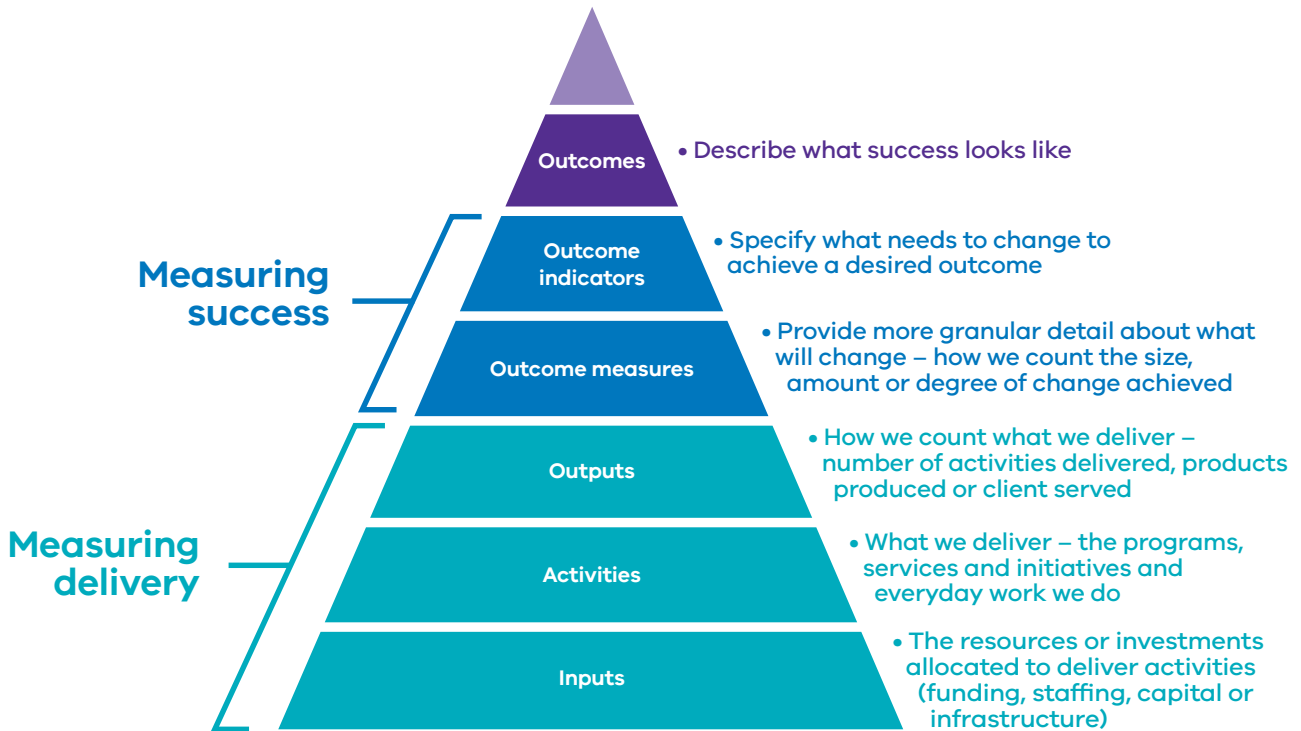 Outcomes
• Describe what success looks like
Measuring
success
Outcome
indicators
• Specify what needs to change to
achieve a desired outcome
Outcome measures
• Provide more granular detail about what
will change – how we count the size,
amount or degree of change achieved
Measuring
delivery
Outputs
• How we count what we deliver –
number of activities delivered, products
produced or client served
Activities
• What we deliver – the programs,
services and initiatives and
everyday work we do
Inputs
• The resources or investments
allocated to deliver activities
(funding, staffing, capital or
infrastructure)